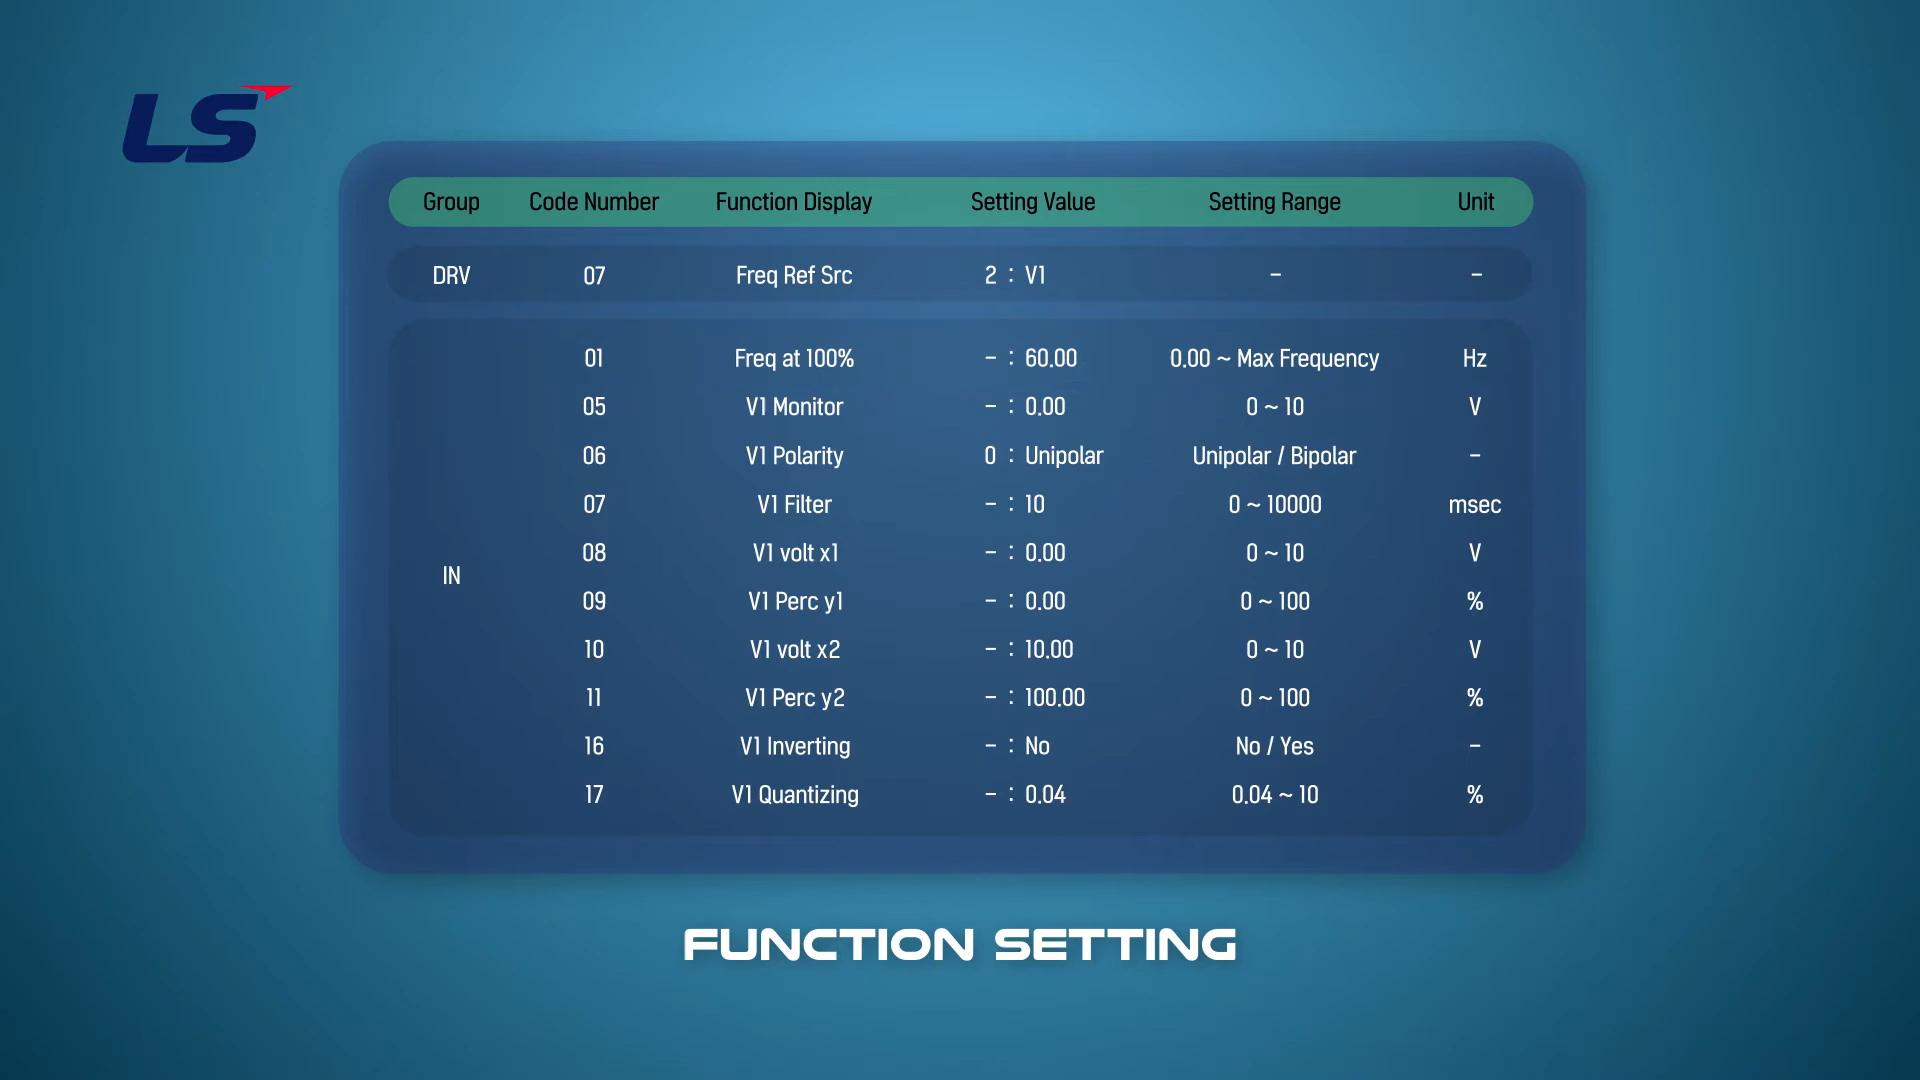 LS
Group Code Number Function Display Setting Value Setting Range Unit
DRV 07 Freq Ref Src 2 : V1 - -
IN
01 Freq at 100% - : 60.00 0.00 ~ Max Frequency Hz
05 V1 Monitor - : 0.00 0 ~ 10 V
06 V1 Polarity 0 : Unipolar Unipolar / Bipolar -
07 V1 Filter - : 10 0 ~ 10000 msec
08 V1 volt x1 - : 0.00 0 ~ 10 V
09 V1 Perc y1 - : 0.00 0 ~ 100 %
10 V1 volt x2 - : 10.00 0 ~ 10 V
11 V1 Perc y2 - : 100.00 0 ~ 100 %
16 V1 Inverting - : No No / Yes -
17 V1 Quantizing - : 0.04 0.04 ~ 10 %
FUNCTION SETTING